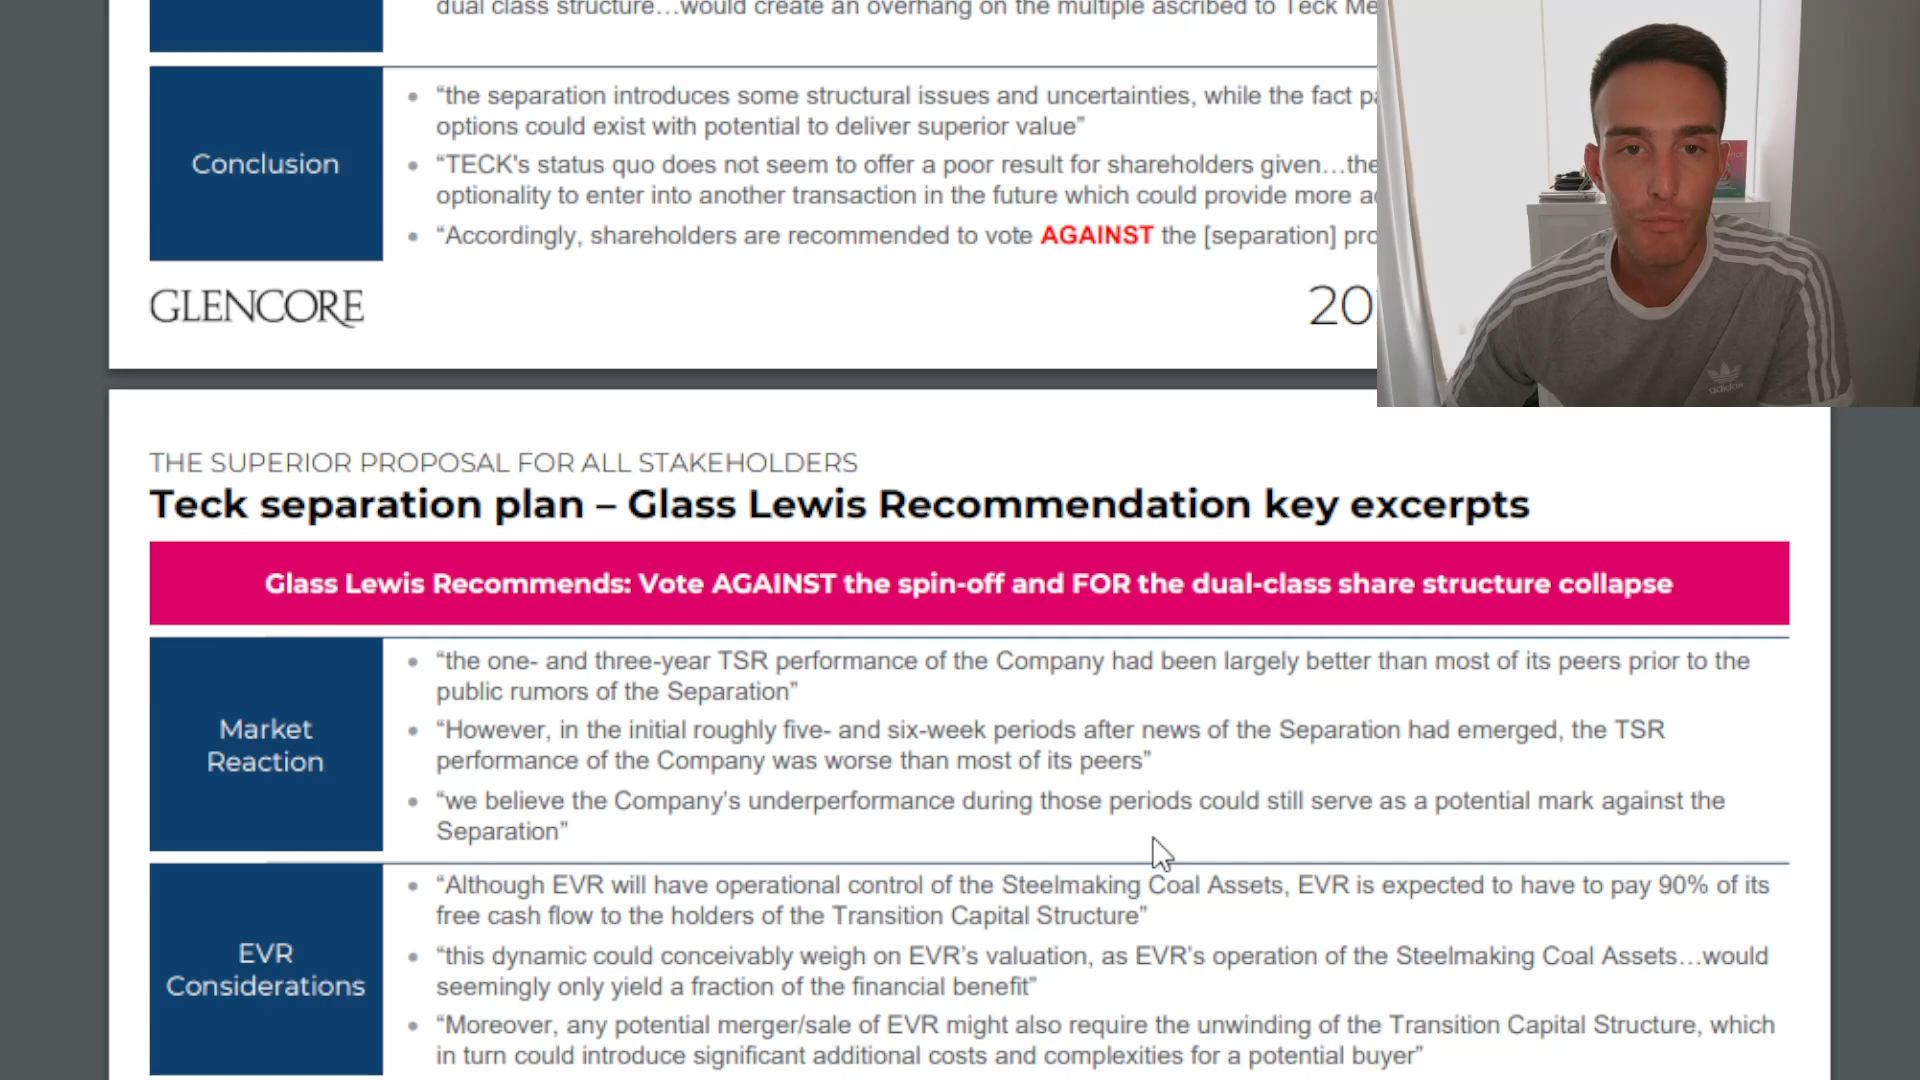 dual class structure…would create an overhang on the multiple ascribed to Teck
Conclusion
• “the separation introduces some structural issues and uncertainties, while the fact
options could exist with potential to deliver superior value”
• “TECK's status quo does not seem to offer a poor result for shareholders given…the
optionality to enter into another transaction in the future which could provide more
• “Accordingly, shareholders are recommended to vote AGAINST the [separation]
GLENCORE
20
adidas
THE SUPERIOR PROPOSAL FOR ALL STAKEHOLDERS
Teck separation plan – Glass Lewis Recommendation key excerpts
Glass Lewis Recommends: Vote AGAINST the spin-off and FOR the dual-class share structure collapse
Market
Reaction
• “the one- and three-year TSR performance of the Company had been largely better than most of its peers prior to the
public rumors of the Separation”
• “However, in the initial roughly five- and six-week periods after news of the Separation had emerged, the TSR
performance of the Company was worse than most of its peers”
• “we believe the Company’s underperformance during those periods could still serve as a potential mark against the
Separation”
EVR
Considerations
• “Although EVR will have operational control of the Steelmaking Coal Assets, EVR is expected to have to pay 90% of its
free cash flow to the holders of the Transition Capital Structure”
• “this dynamic could conceivably weigh on EVR’s valuation, as EVR’s operation of the Steelmaking Coal Assets…would
seemingly only yield a fraction of the financial benefit”
• “Moreover, any potential merger/sale of EVR might also require the unwinding of the Transition Capital Structure, which
in turn could introduce significant additional costs and complexities for a potential buyer”